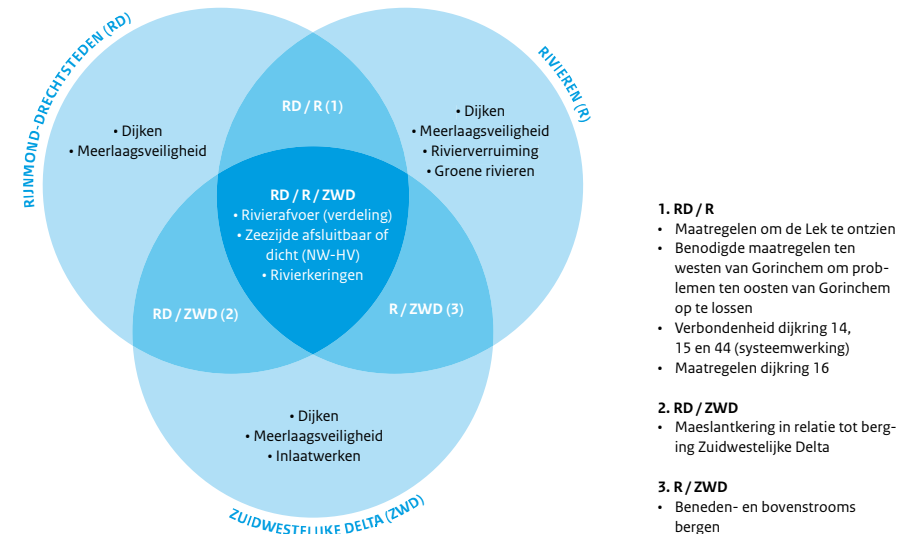 RIJNMOND-DRECHTSTEDEN (RD)
RIVIEREN (R)
RD / R (1)
• Dijken
• Meerlaagsveiligheid
• Dijken
• Meerlaagsveiligheid
• Rivierverruiming
• Groene rivieren
RD / R / ZWD
• Rivierafvoer (verdeling)
• Zeezijde afsluitbaar of
dicht (NW-HV)
• Rivierkeringen
RD / ZWD (2)
R / ZWD (3)
• Dijken
• Meerlaagsveiligheid
• Inlaatwerken
ZUIDWESTELIJKE DELTA (ZWD)
1. RD / R
• Maatregelen om de Lek te ontzien
• Benodigde maatregelen ten
westen van Gorinchem om prob-
lemen ten oosten van Gorinchem
op te lossen
• Verbondenheid dijkring 14,
15 en 44 (systeemwerking)
• Maatregelen dijkring 16
2. RD / ZWD
• Maeslantkering in relatie tot berg-
ing Zuidwestelijke Delta
3. R / ZWD
• Beneden- en bovenstrooms
bergen